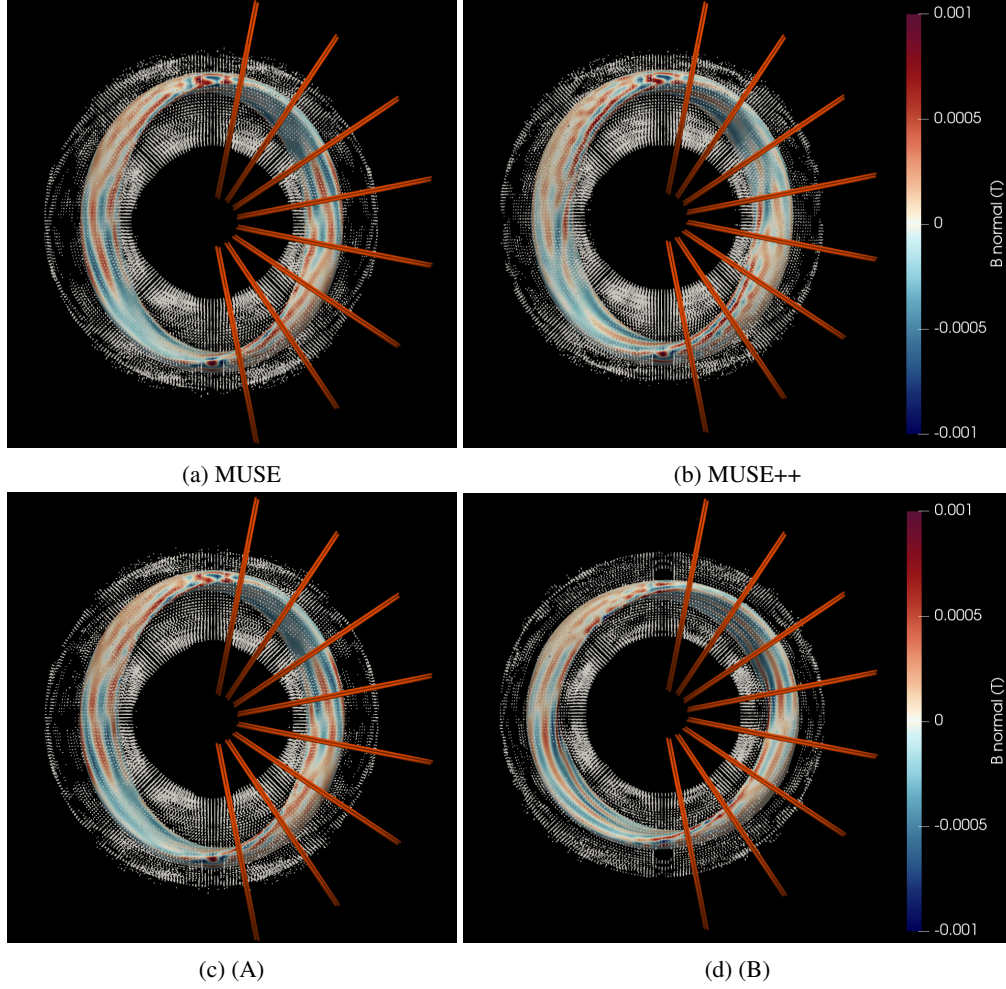 0.001
0.0005
0
-0.0005
-0.001
B normal (T)
(a) MUSE
(b) MUSE++
0.001
0.0005
0
-0.0005
-0.001
B normal (T)
(c) (A)
(d) (B)